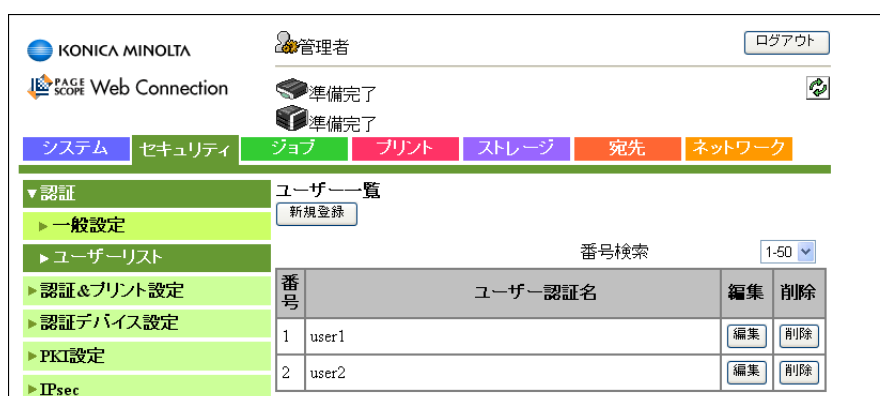 KONICA MINOLTA
管理者
ログアウト
PAGE SCOPE Web Connection
準備完了
準備完了
システム セキュリティ ジョブ プリント ストレージ 宛先 ネットワーク
▼認証
▶一般設定
▶ユーザーリスト
▶認証&プリント設定
▶認証デバイス設定
▶PKI設定
▶IPsec
ユーザー一覧
新規登録
番号検索 1-50
番号 ユーザー認証名 編集 削除
1 user1 編集 削除
2 user2 編集 削除